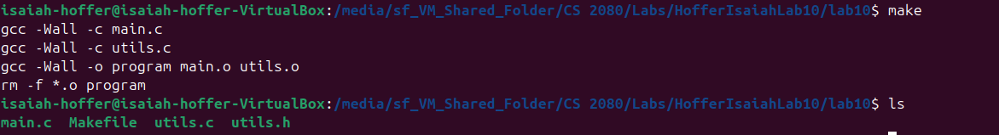 isaiah-hoffer@isaiah-hoffer-VirtualBox:/media/sf_VM_Shared_Folder/CS 2080/Labs/HofferIsaiahLab10/lab10$ make
gcc -Wall -c main.c
gcc -Wall -c utils.c
gcc -Wall -o program main.o utils.o
rm -f *.o program
isaiah-hoffer@isaiah-hoffer-VirtualBox:/media/sf_VM_Shared_Folder/CS 2080/Labs/HofferIsaiahLab10/lab10$ ls
main.c  Makefile  utils.c  utils.h